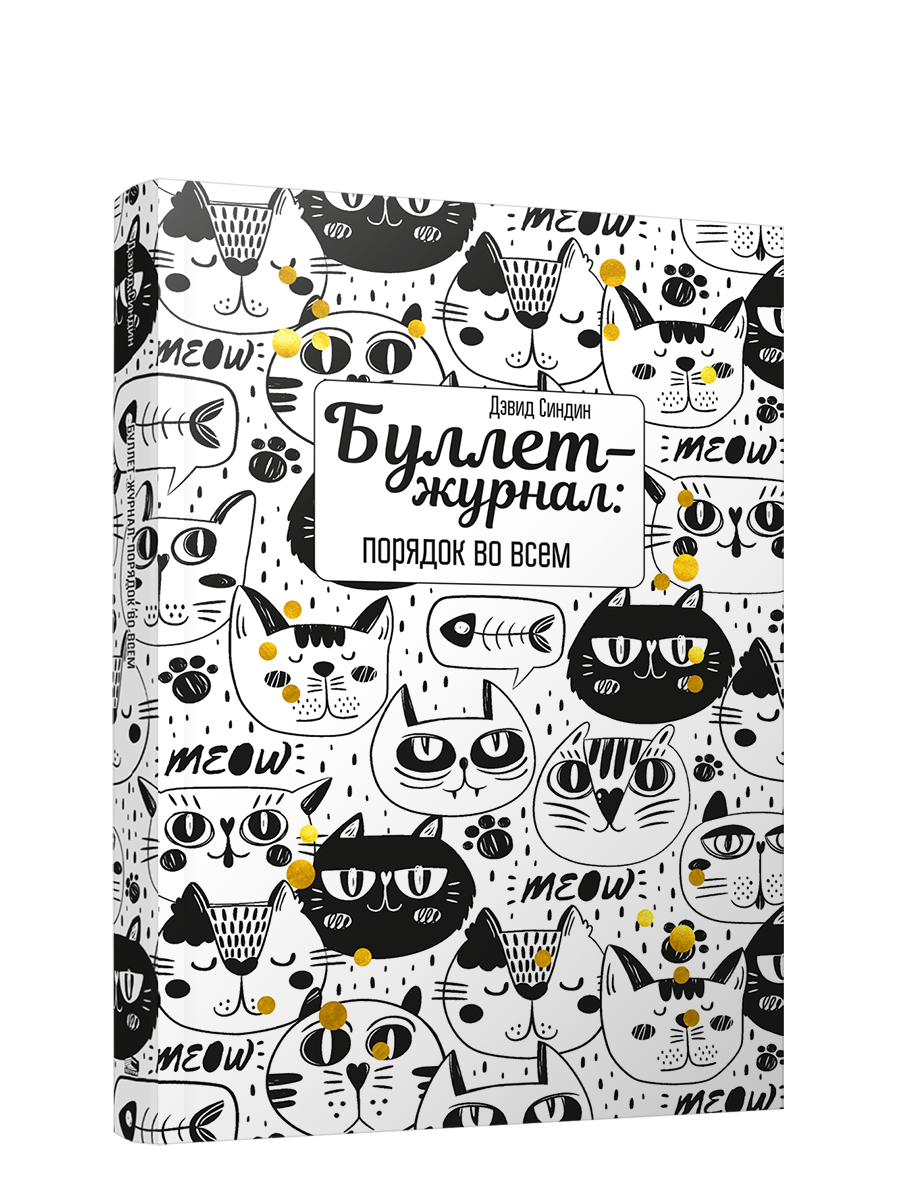 MEOW
MEOW
Дэвид Синдин
Буллет-
журнал:
порядок во всем
MEOW
MEOW
MEOW
MEOW
MEOW
Дэвид Синдин
БУЛЛЕТ-ЖУРНАЛ: ПОРЯДОК ВО ВСЕМ